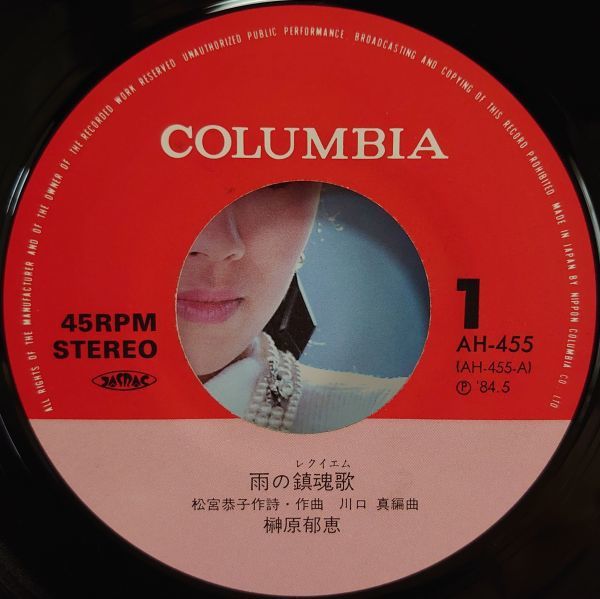 ALL RIGHTS OF THE MANUFACTURER AND OF THE OWNER OF THE RECORDED WORK RESERVED UNAUTHORIZED PUBLIC PERFORMANCE. BROADCASTING AND COPYING OF THIS RECORD PROHIBITED. MADE IN JAPAN BY NIPPON COLUMBIA CO. LTD
COLUMBIA
45RPM
STEREO
JASRAC
1
AH-455
(AH-455-A)
Ⓟ '84.5
レクイエム
雨の鎮魂歌
松宮恭子作詩・作曲 川口 真編曲
榊原郁恵